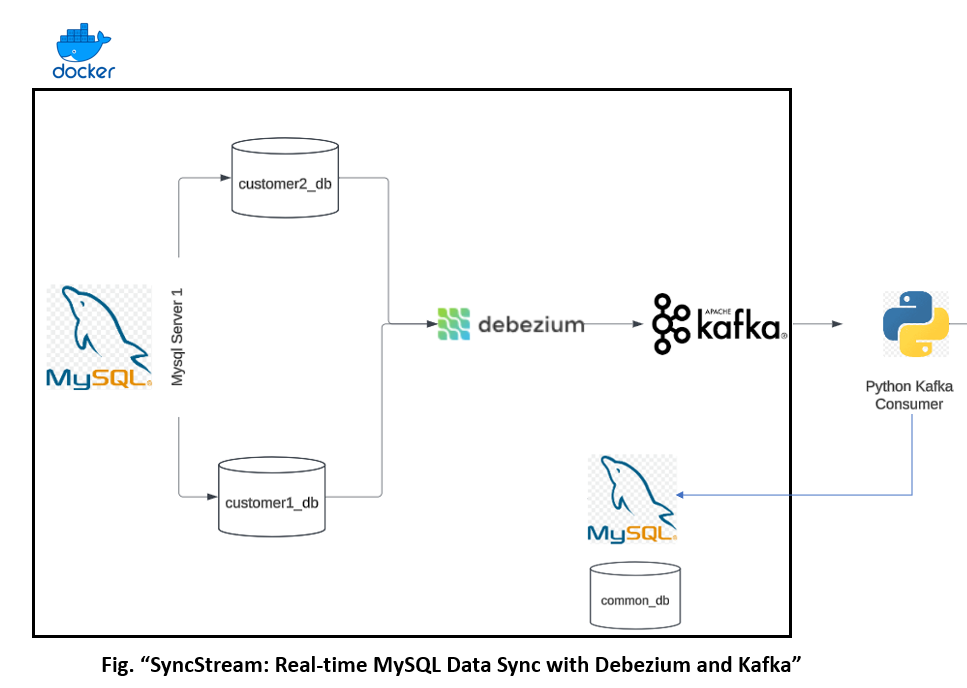 docker
customer2_db
Mysql Server 1
MySQL®
debezium
APACHE
kafka®
Python Kafka
Consumer
customer1_db
MySQL®
common_db
Fig. “SyncStream: Real-time MySQL Data Sync with Debezium and Kafka”